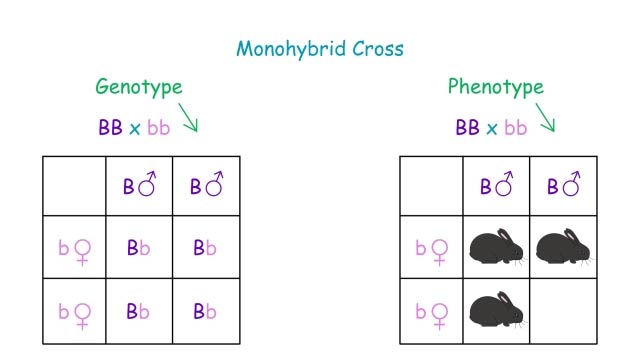 Monohybrid Cross
Genotype
BB x bb
B♂ B♂
b♀ Bb Bb
b♀ Bb Bb
Phenotype
BB x bb
B♂ B♂
b♀
b♀